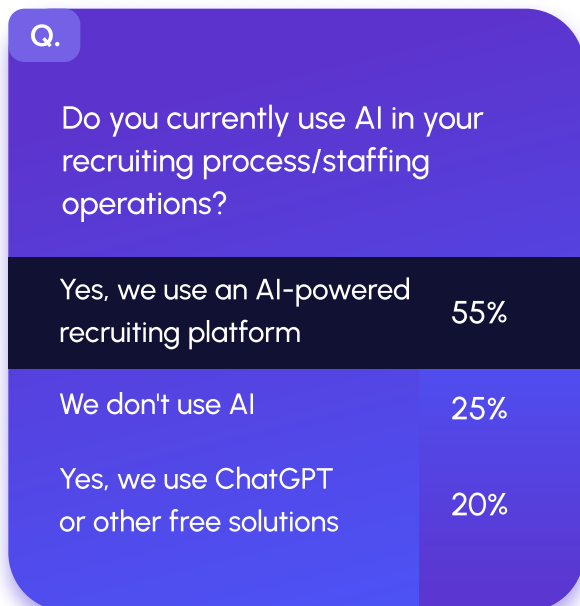 Q.
Do you currently use AI in your
recruiting process/staffing
operations?
Yes, we use an AI-powered
recruiting platform
55%
We don't use AI
25%
Yes, we use ChatGPT
or other free solutions
20%